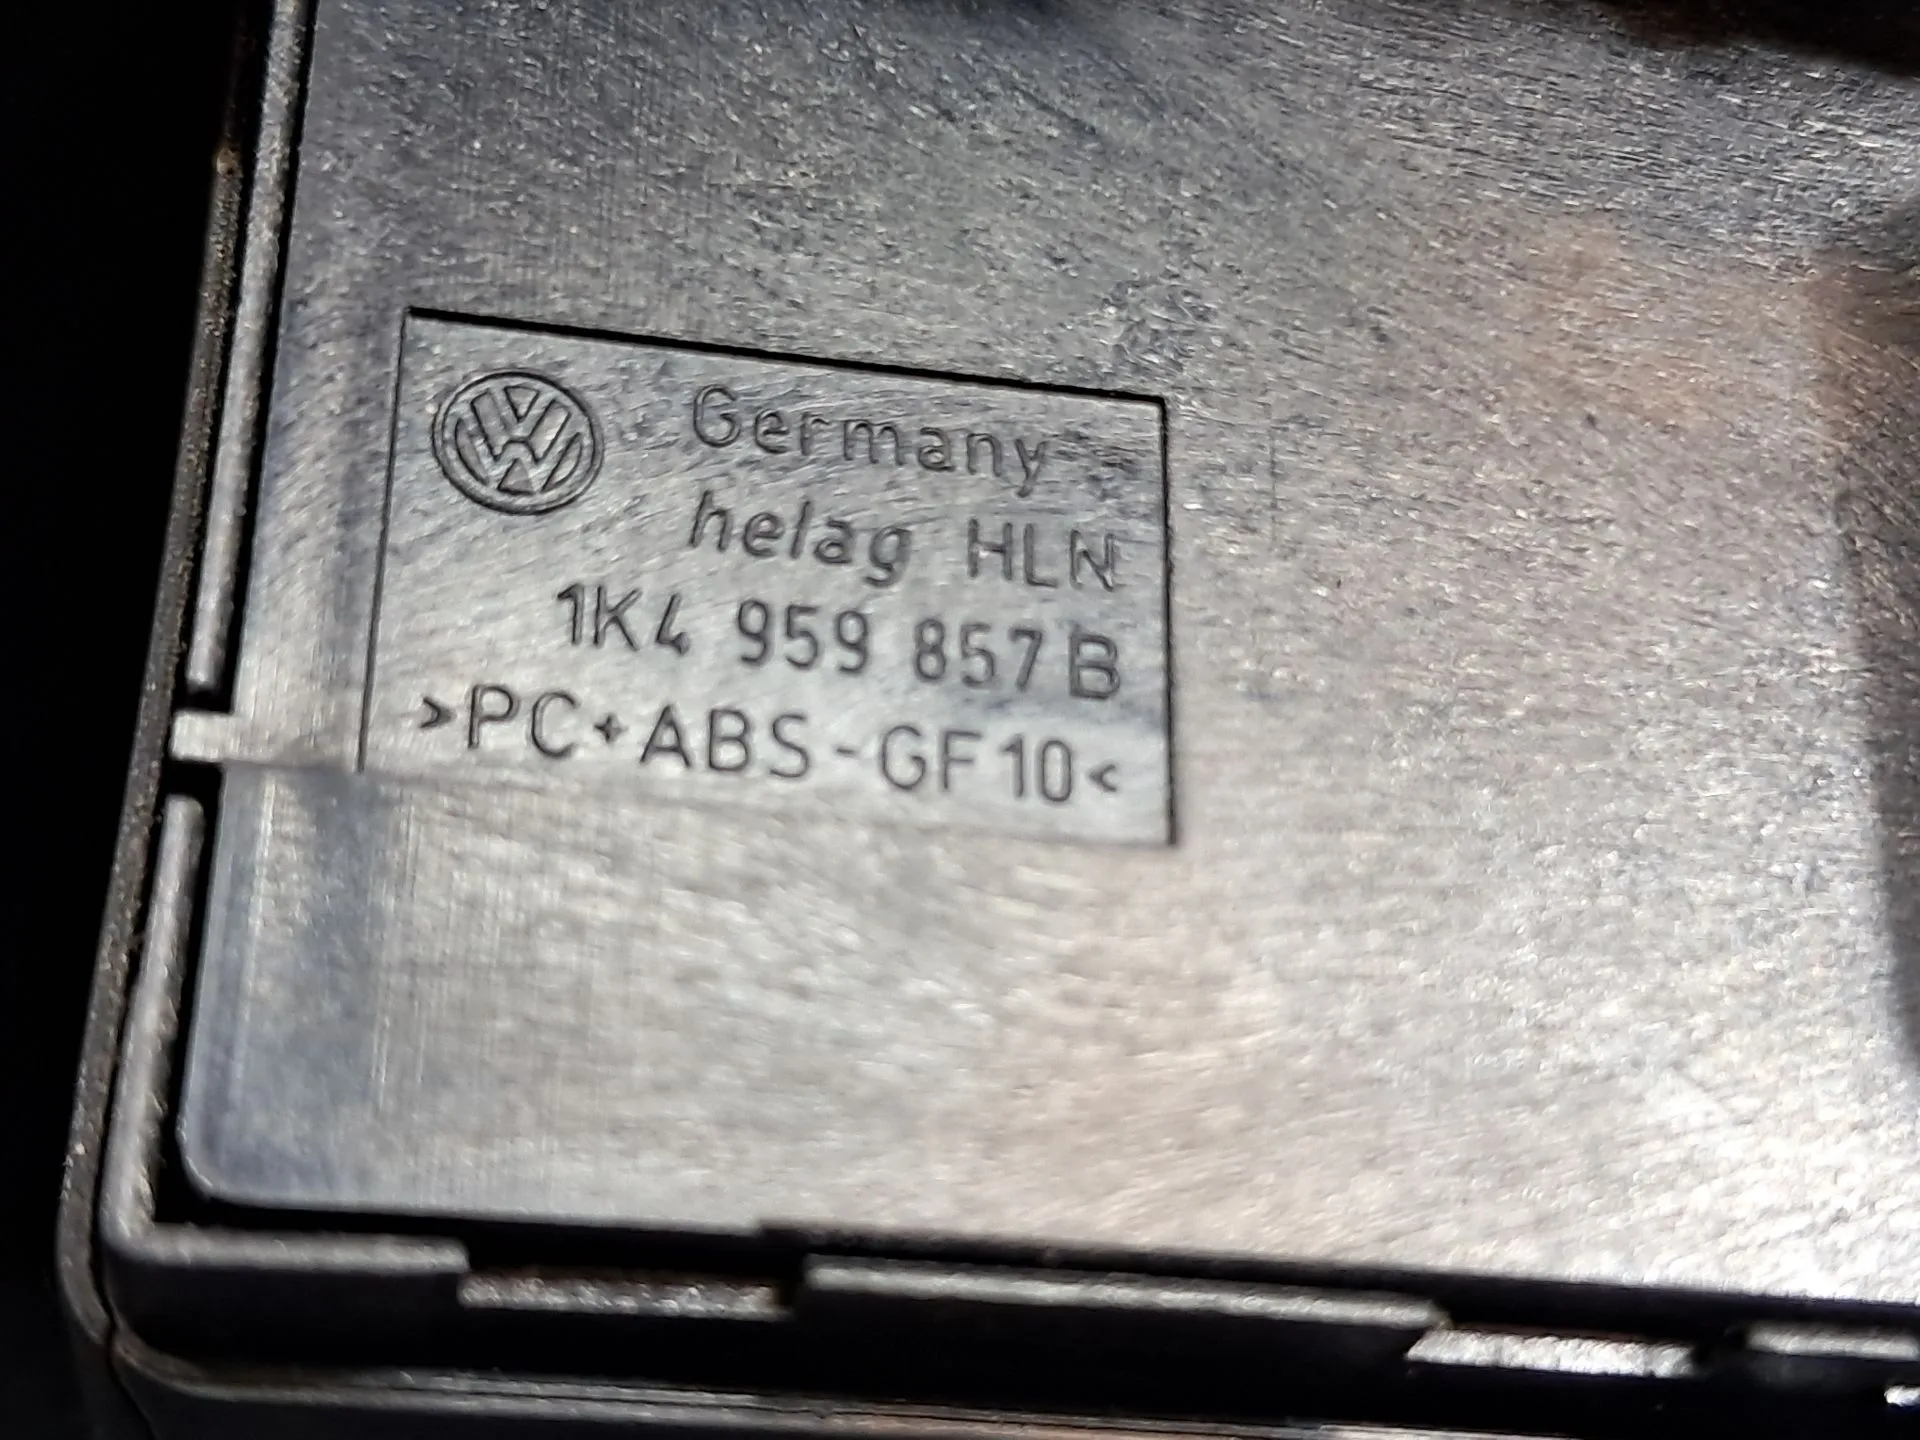 Germany
helag HLN
1K4 959 857 B
>PC+ABS-GF10<